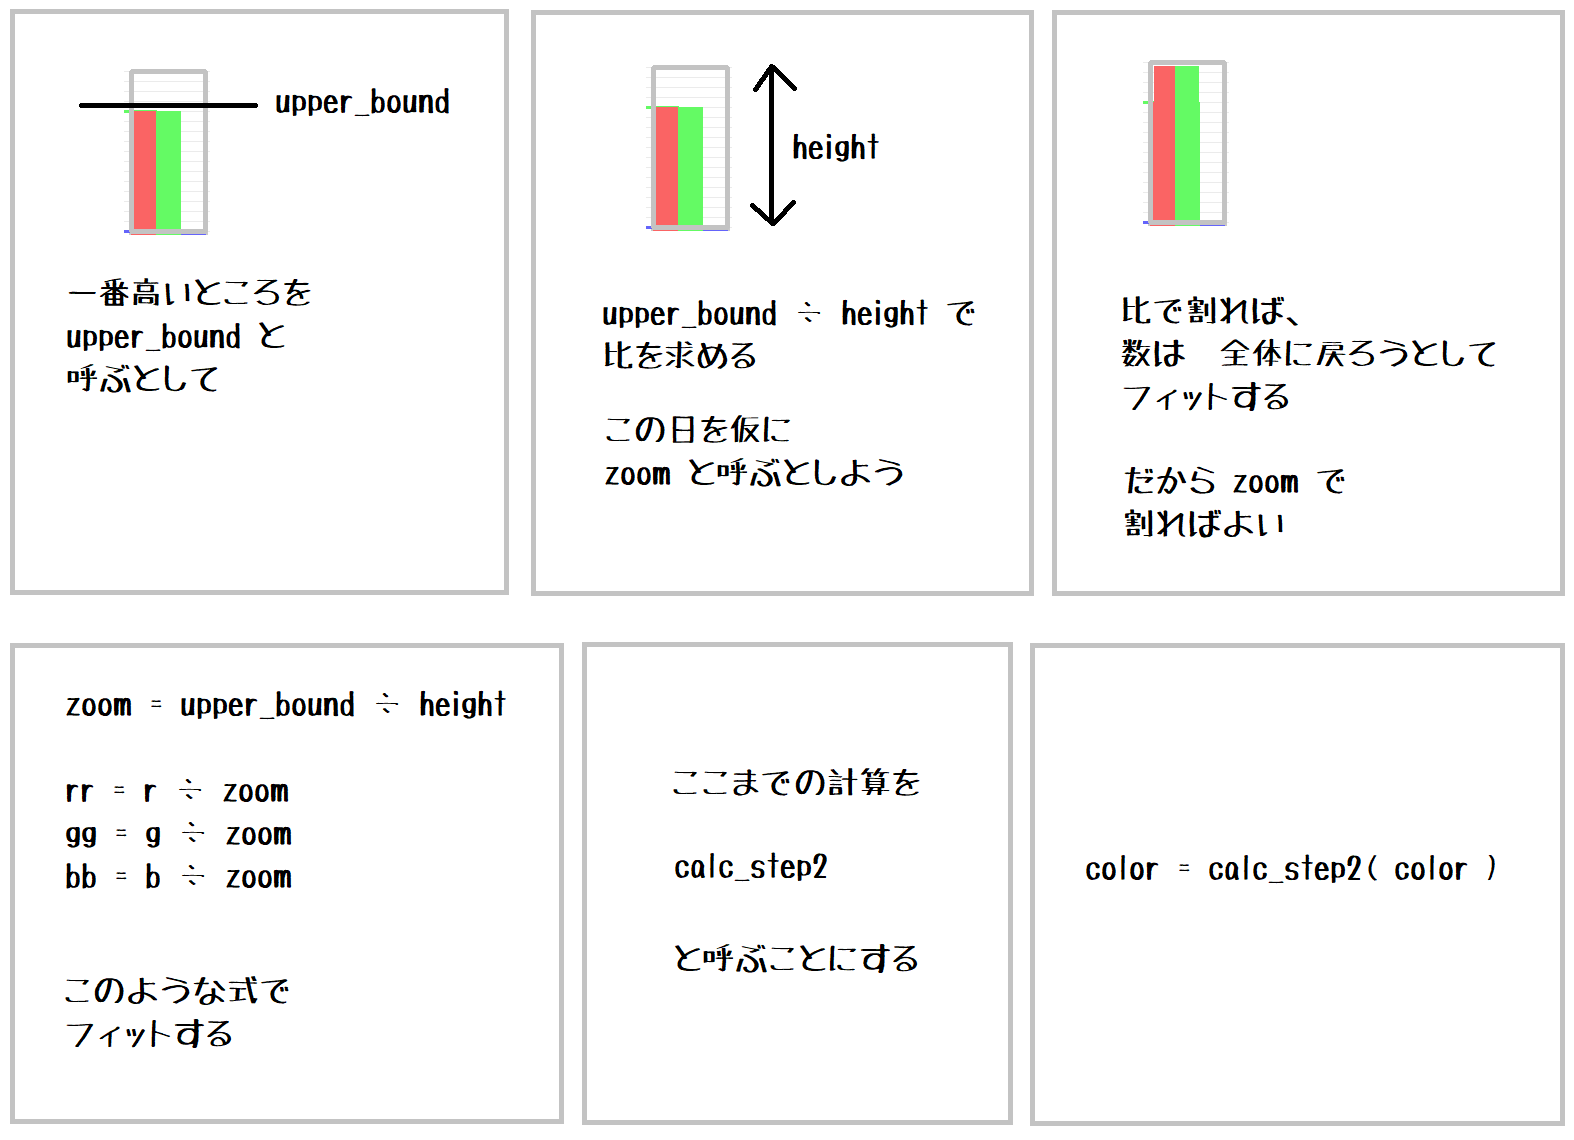 upper_bound
一番高いところを
upper_bound と
呼ぶとして
height
upper_bound ÷ height で
比を求める
この日を仮に
zoom と呼ぶとしよう
比で割れば、
数は　全体に戻ろうとして
フィットする
だから zoom で
割ればよい
zoom = upper_bound ÷ height
rr = r ÷ zoom
gg = g ÷ zoom
bb = b ÷ zoom
このような式で
フィットする
ここまでの計算を
calc_step2
と呼ぶことにする
color = calc_step2( color )